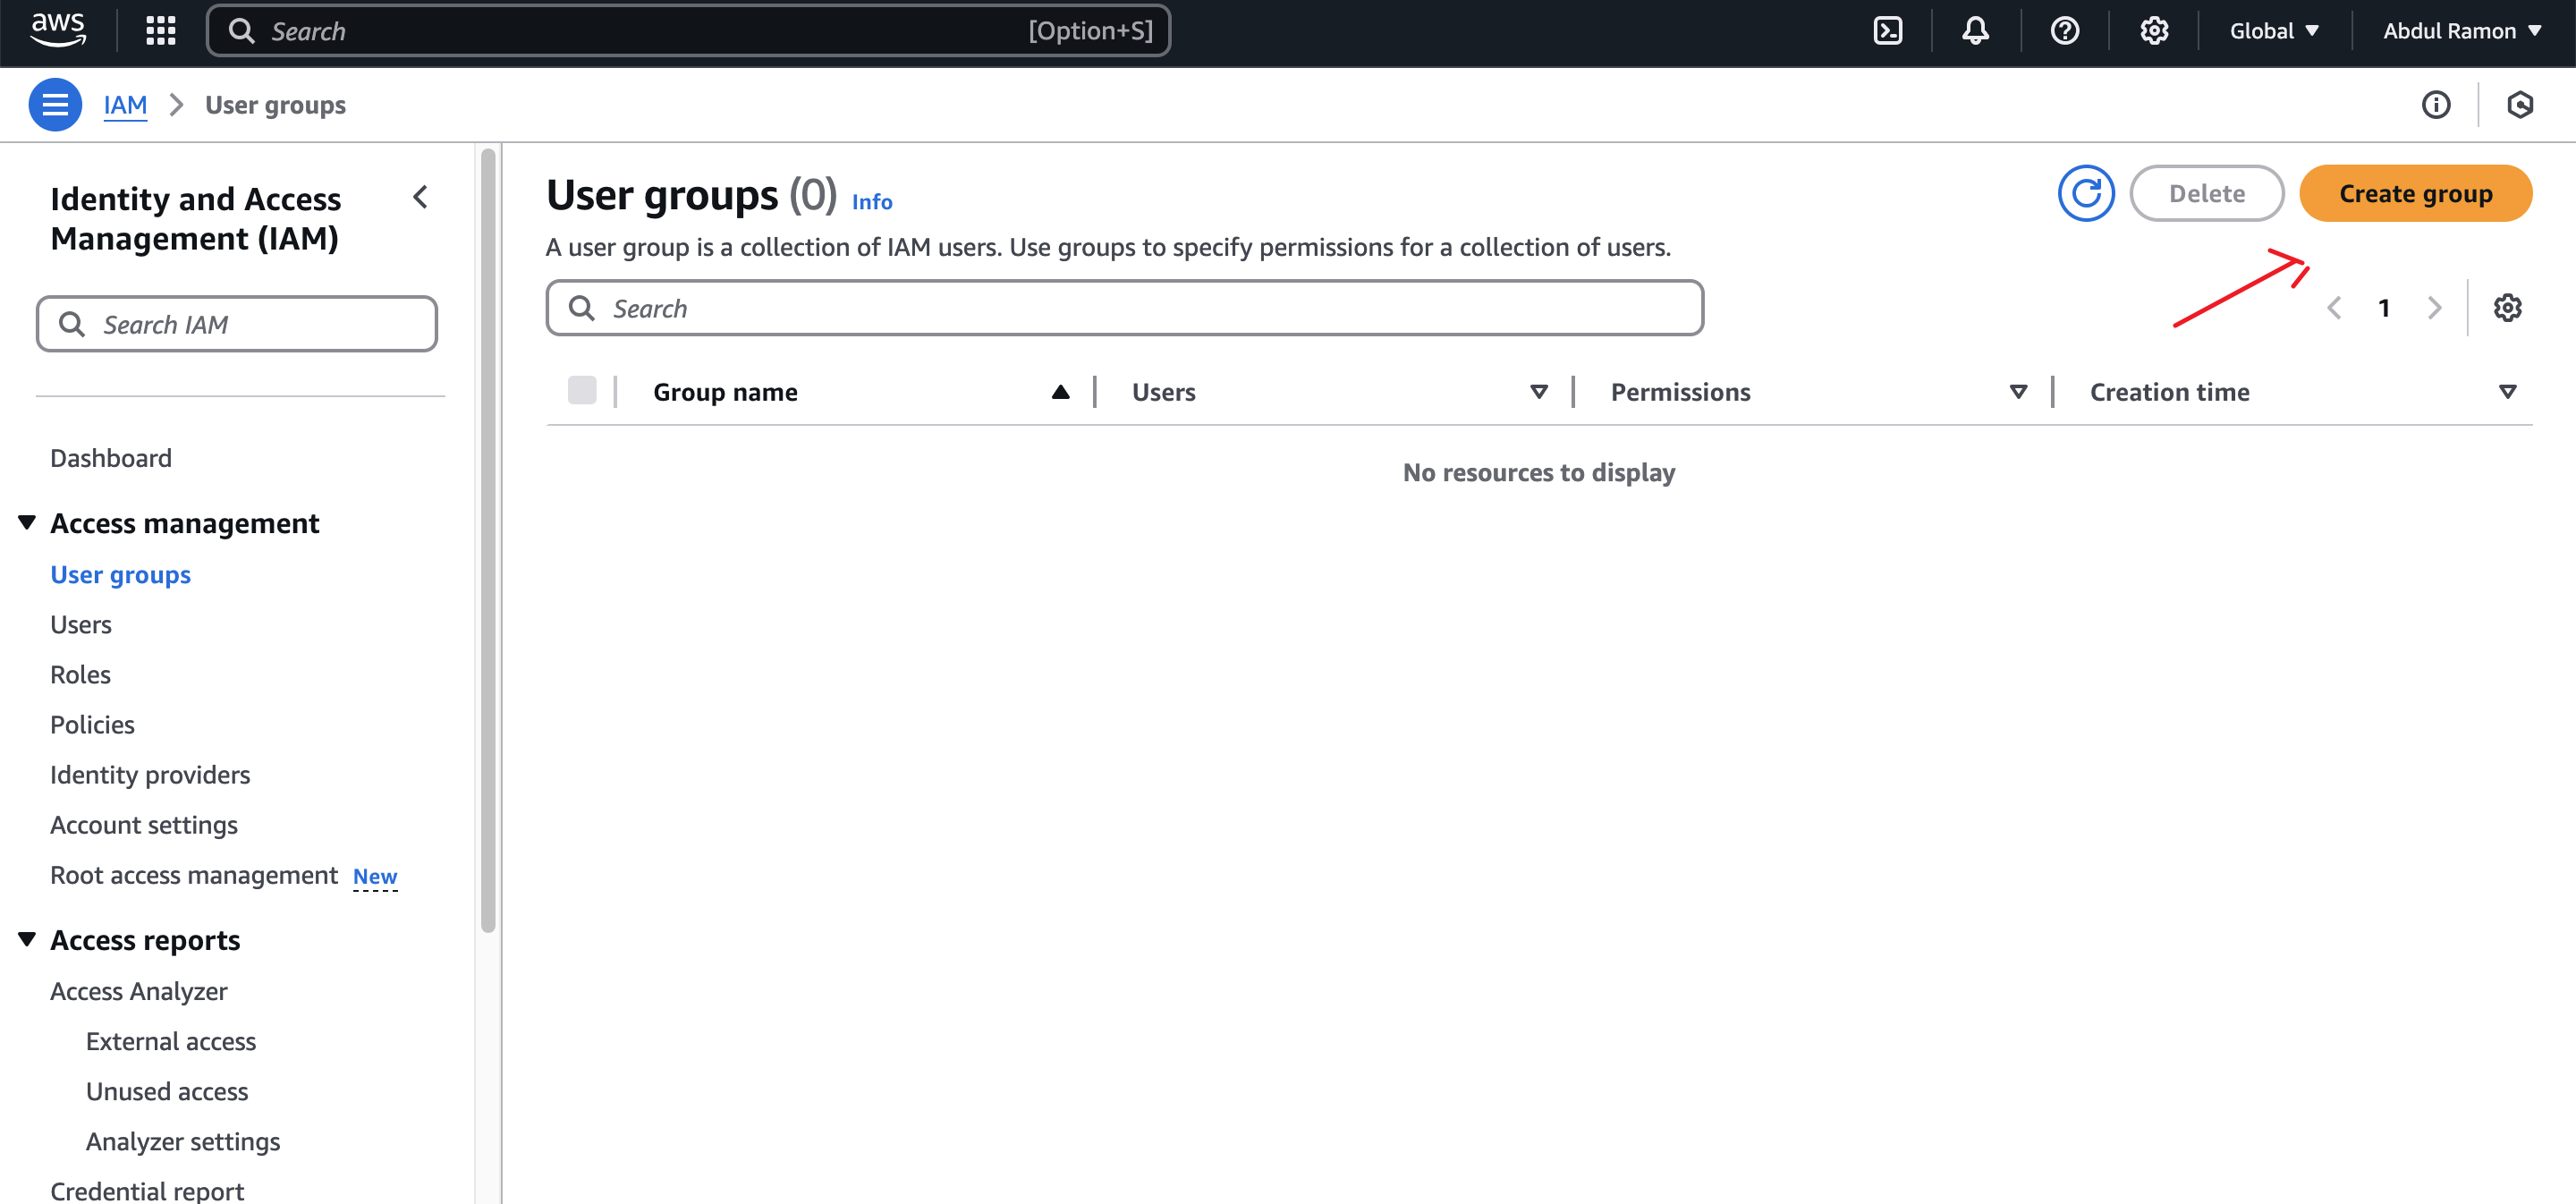 aws
Search
[Option+S]
Global
Abdul Ramon
IAM
User groups
Identity and Access
Management (IAM)
Search IAM
Dashboard
Access management
User groups
Users
Roles
Policies
Identity providers
Account settings
Root access management New
Access reports
Access Analyzer
External access
Unused access
Analyzer settings
Credential report
User groups (0) Info
Delete
Create group
A user group is a collection of IAM users. Use groups to specify permissions for a collection of users.
Search
1
Group name
Users
Permissions
Creation time
No resources to display